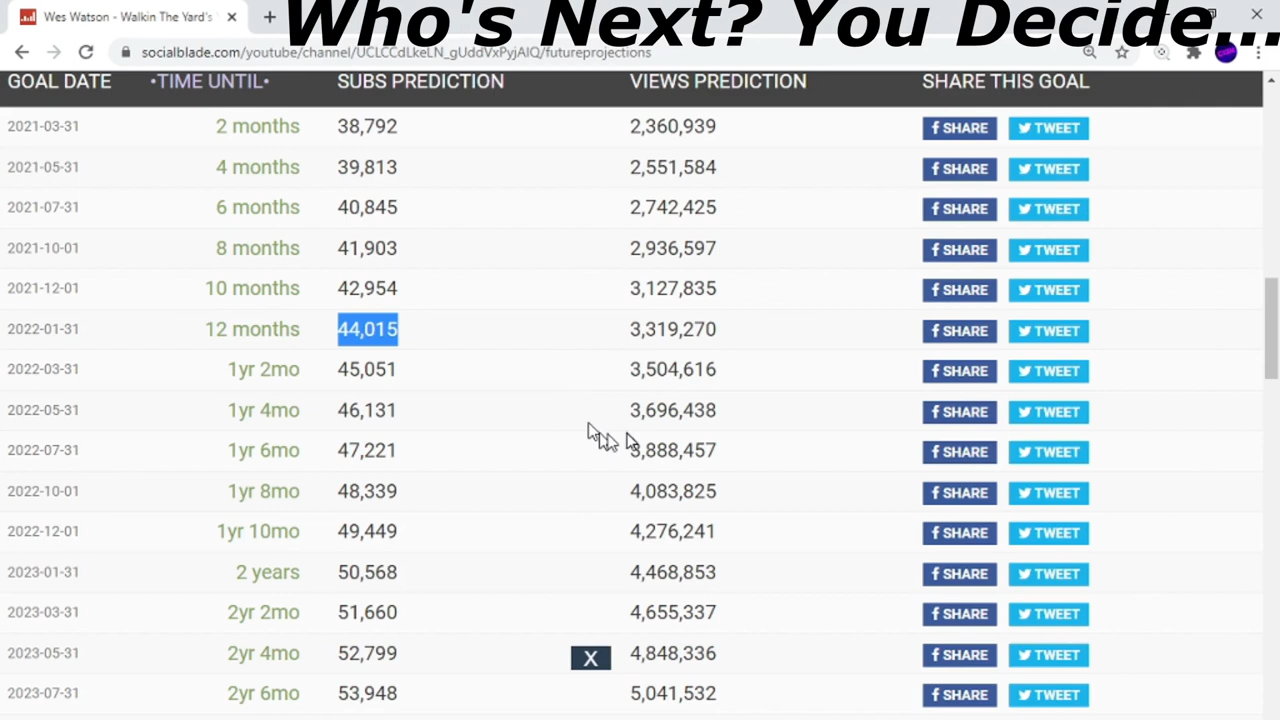 Who's Next? You Decide...
Wes Watson - Walkin The Yard's
socialblade.com/youtube/channel/UCLCCdLkeLN_gUddVxPyjAIQ/futureprojections
GOAL DATE •TIME UNTIL• SUBS PREDICTION VIEWS PREDICTION SHARE THIS GOAL
2021-03-31 2 months 38,792 2,360,939 SHARE TWEET
2021-05-31 4 months 39,813 2,551,584 SHARE TWEET
2021-07-31 6 months 40,845 2,742,425 SHARE TWEET
2021-10-01 8 months 41,903 2,936,597 SHARE TWEET
2021-12-01 10 months 42,954 3,127,835 SHARE TWEET
2022-01-31 12 months 44,015 3,319,270 SHARE TWEET
2022-03-31 1yr 2mo 45,051 3,504,616 SHARE TWEET
2022-05-31 1yr 4mo 46,131 3,696,438 SHARE TWEET
2022-07-31 1yr 6mo 47,221 3,888,457 SHARE TWEET
2022-10-01 1yr 8mo 48,339 4,083,825 SHARE TWEET
2022-12-01 1yr 10mo 49,449 4,276,241 SHARE TWEET
2023-01-31 2 years 50,568 4,468,853 SHARE TWEET
2023-03-31 2yr 2mo 51,660 4,655,337 SHARE TWEET
2023-05-31 2yr 4mo 52,799 X 4,848,336 SHARE TWEET
2023-07-31 2yr 6mo 53,948 5,041,532 SHARE TWEET